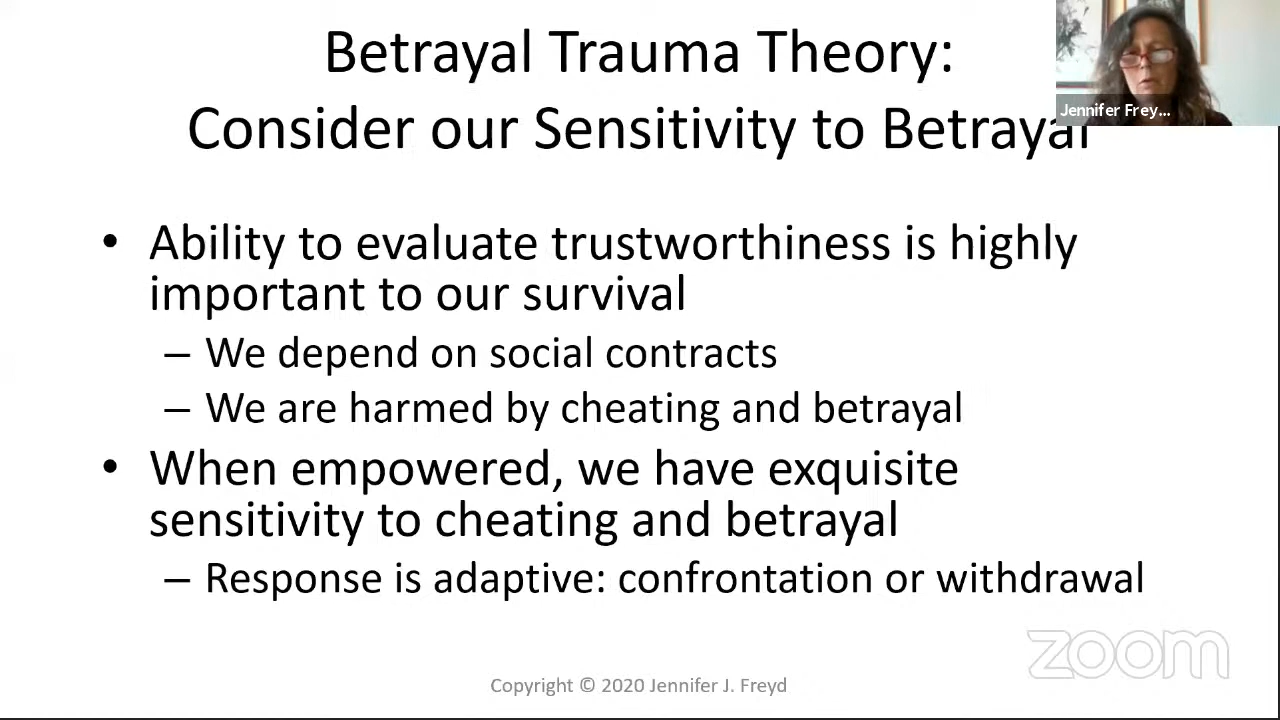 Betrayal Trauma Theory:
Consider our Sensitivity to Betrayal
Jennifer Frey...
• Ability to evaluate trustworthiness is highly
important to our survival
– We depend on social contracts
– We are harmed by cheating and betrayal
• When empowered, we have exquisite
sensitivity to cheating and betrayal
– Response is adaptive: confrontation or withdrawal
zoom
Copyright © 2020 Jennifer J. Freyd